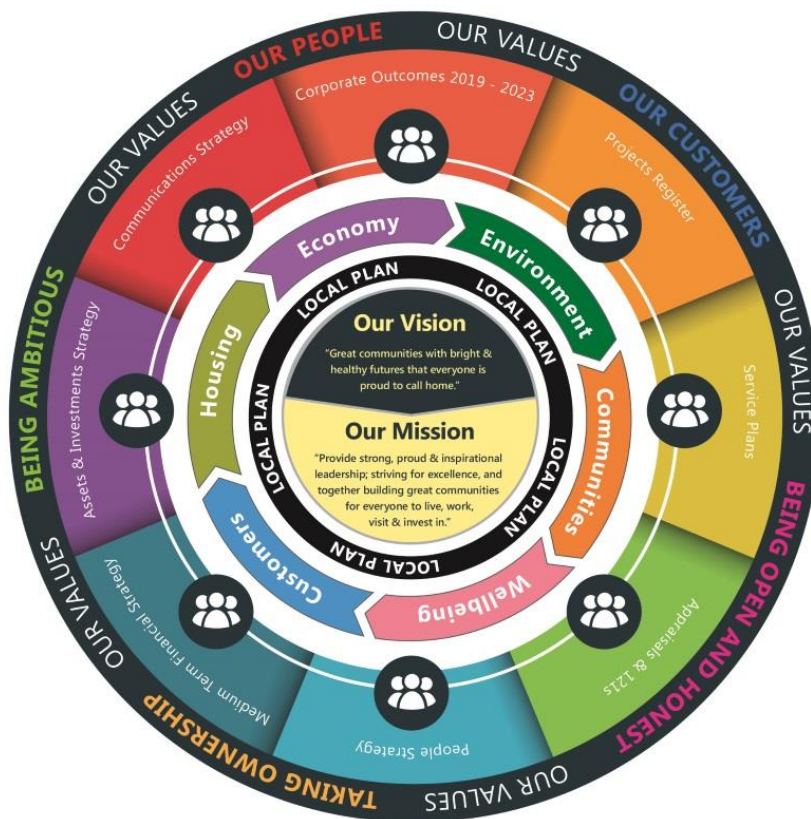 OUR PEOPLE
OUR VALUES
OUR CUSTOMERS
OUR VALUES
BEING OPEN AND HONEST
OUR VALUES
TAKING OWNERSHIP
OUR VALUES
BEING AMBITIOUS
OUR VALUES
Corporate Outcomes 2019 - 2023
Projects Register
Service Plans
Appraisals & 121s
People Strategy
Medium Term Financial Strategy
Assets & Investments Strategy
Communications Strategy
Economy
Environment
Communities
Wellbeing
Customers
Housing
LOCAL PLAN
LOCAL PLAN
LOCAL PLAN
LOCAL PLAN
LOCAL PLAN
LOCAL PLAN
Our Vision
"Great communities with bright &
healthy futures that everyone is
proud to call home."
Our Mission
"Provide strong, proud & inspirational
leadership; striving for excellence, and
together building great communities
for everyone to live, work,
visit & invest in."